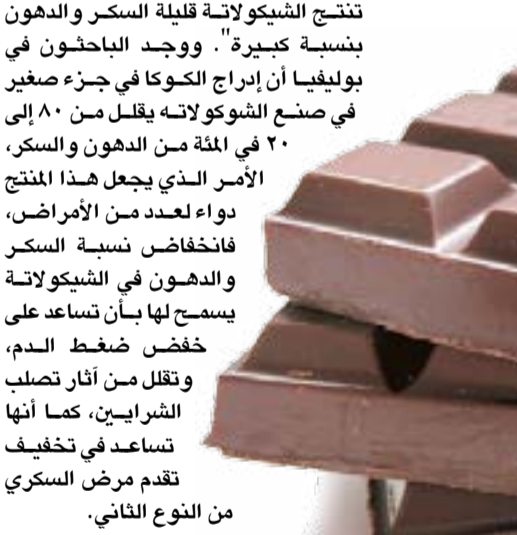 تنتج الشيكولاتة قليلة السكر والدهون
بنسبة كبيرة". ووجد الباحثون في
بوليفيا أن إدراج الكوكا في جزء صغير
في صنع الشوكولاته يقلل من ٨٠ إلى
٢٠ في المئة من الدهون والسكر،
الأمر الذي يجعل هذا المنتج
دواء لعدد من الأمراض،
فانخفاض نسبة السكر
والدهون في الشيكولاتة
يسمح لها بأن تساعد على
خفض ضغط الدم،
وتقلل من آثار تصلب
الشرايين، كما أنها
تساعد في تخفيف
تقدم مرض السكري
من النوع الثاني.